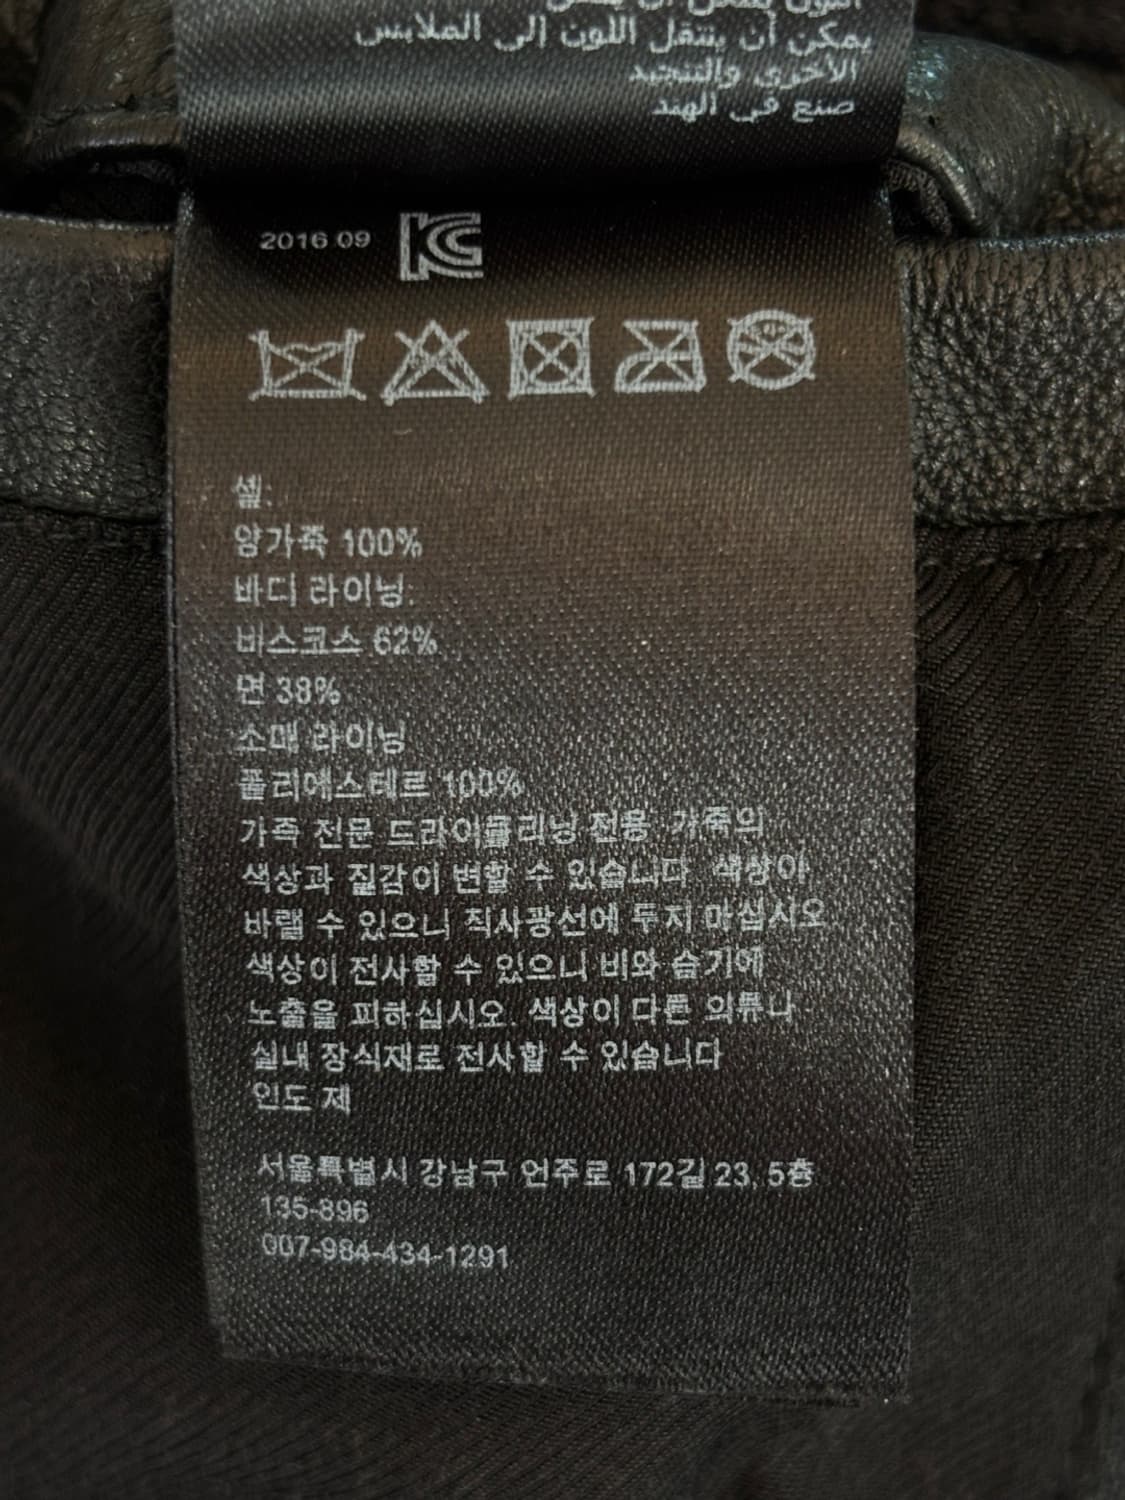 يمكن أن ينتقل اللون إلى الملابس
الأخرى والتنجيد
صنع في الهند
2016 09
셸:
양가죽 100%
바디 라이닝:
비스코스 62%
면 38%
소매 라이닝
폴리에스테르 100%
가죽 전문 드라이클리닝 전용 가죽의
색상과 질감이 변할 수 있습니다 색상이
바랠 수 있으니 직사광선에 두지 마십시오
색상이 전사할 수 있으니 비와 습기에
노출을 피하십시오. 색상이 다른 의류나
실내 장식재로 전사할 수 있습니다
인도 제
서울특별시 강남구 언주로 172길 23, 5층
135-896
007-984-434-1291